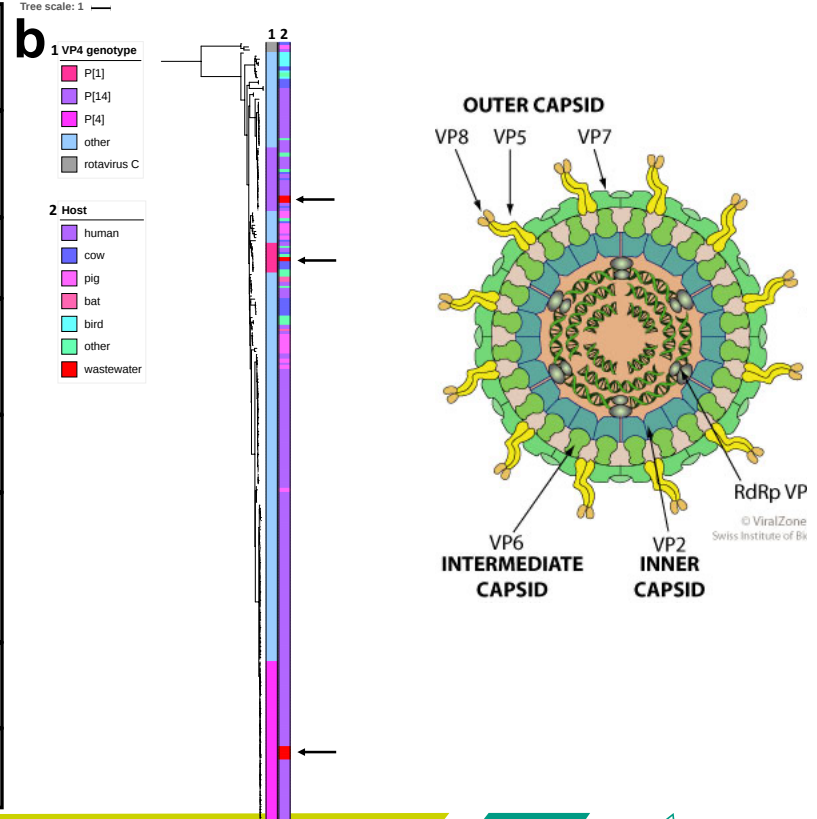 Tree scale: 1
b
1 2
1 VP4 genotype
P[1]
P[14]
P[4]
other
rotavirus C
2 Host
human
cow
pig
bat
bird
other
wastewater
OUTER CAPSID
VP8 VP5 VP7
RdRp VP
© ViralZone
Swiss Institute of Bi
VP6 VP2
INTERMEDIATE INNER
CAPSID CAPSID